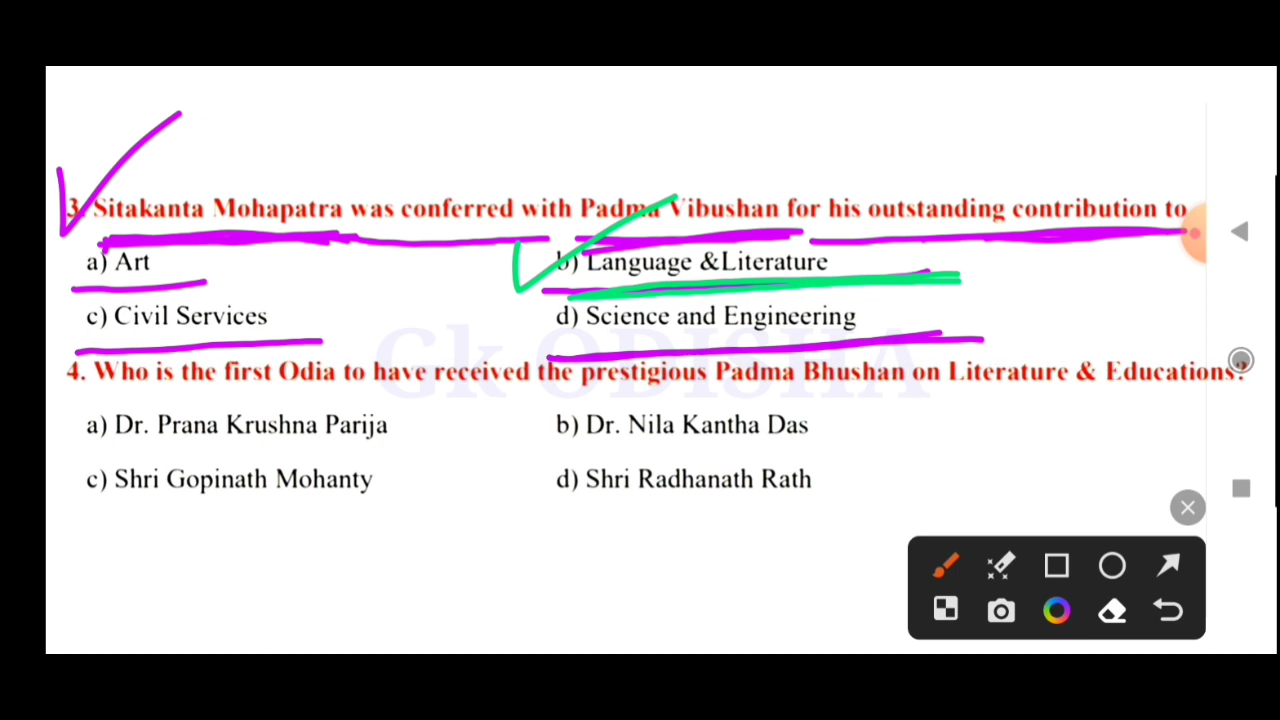 3. Sitakanta Mohapatra was conferred with Padma Vibushan for his outstanding contribution to
a) Art b) Language &Literature
c) Civil Services d) Science and Engineering
Gk ODISHA
4. Who is the first Odia to have received the prestigious Padma Bhushan on Literature & Educations?
a) Dr. Prana Krushna Parija b) Dr. Nila Kantha Das
c) Shri Gopinath Mohanty d) Shri Radhanath Rath